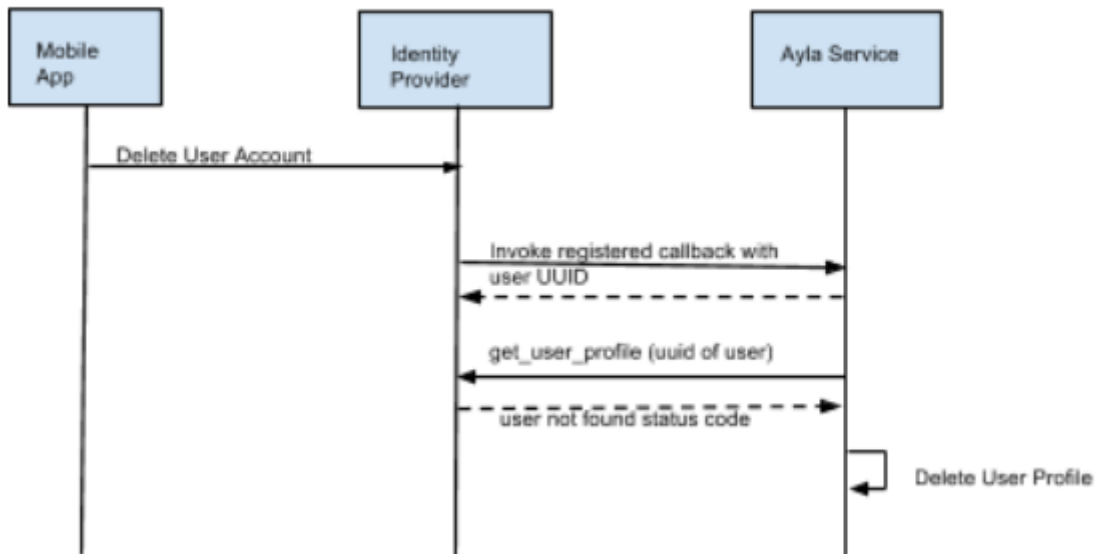 Mobile
App
Identity
Provider
Ayla Service
Delete User Account
Invoke registered callback with
user UUID
get_user_profile (uuid of user)
user not found status code
Delete User Profile